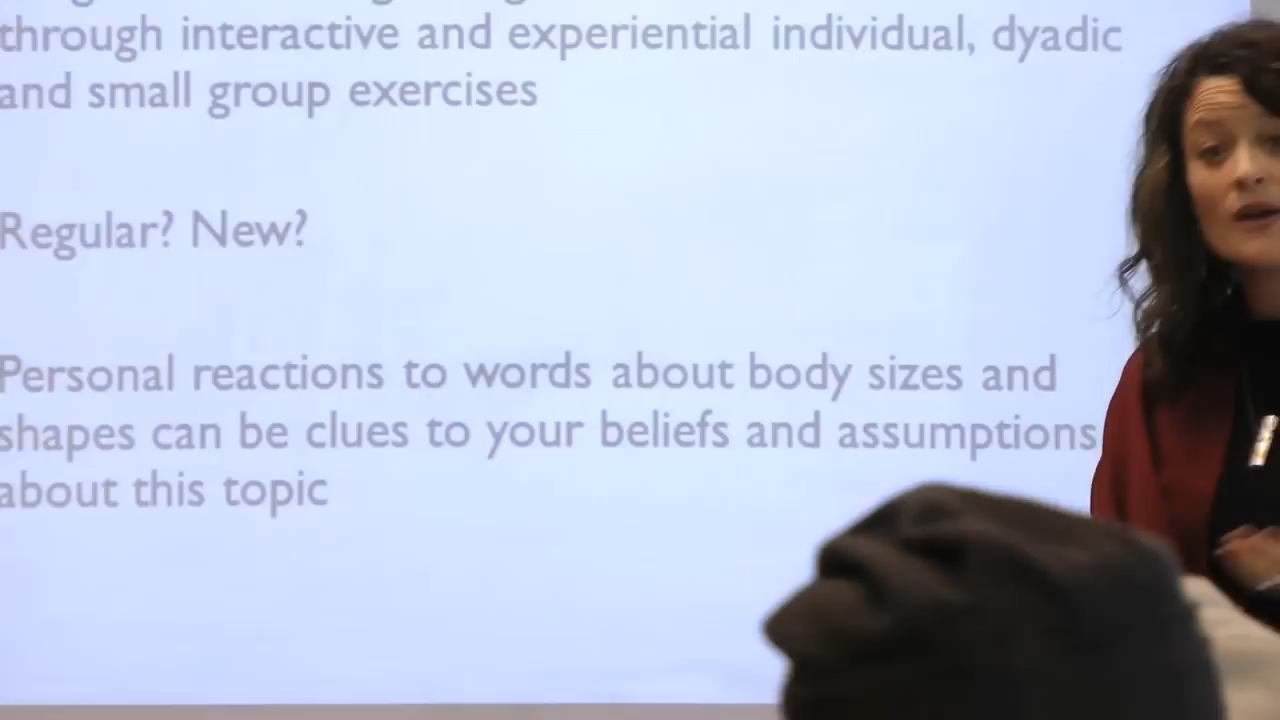 through interactive and experiential individual, dyadic
and small group exercises
Regular? New?
Personal reactions to words about body sizes and
shapes can be clues to your beliefs and assumptions
about this topic